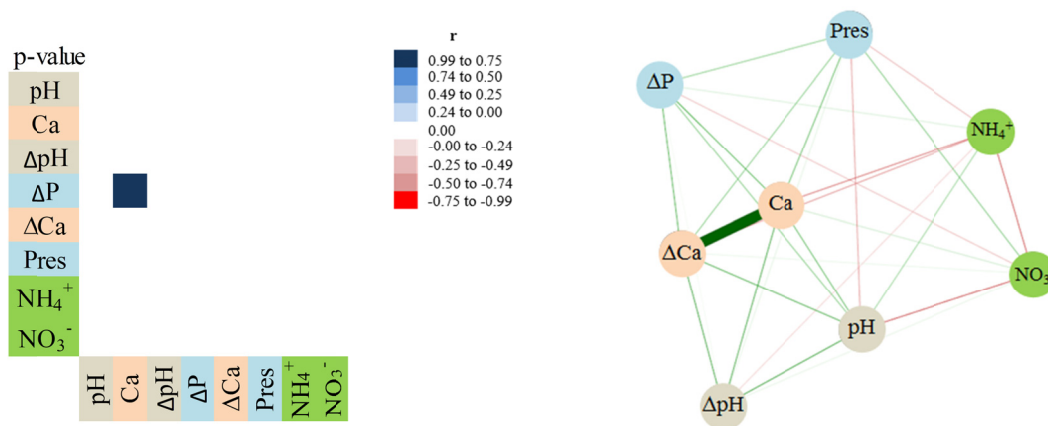 p-value
pH
Ca
ΔpH
ΔP
ΔCa
Pres
NH₄⁺
NO₃⁻
pH
Ca
ΔpH
ΔP
ΔCa
Pres
NH₄⁺
NO₃⁻
r
0.99 to 0.75
0.74 to 0.50
0.49 to 0.25
0.24 to 0.00
0.00
-0.00 to -0.24
-0.25 to -0.49
-0.50 to -0.74
-0.75 to -0.99
Pres
ΔP
NH₄⁺
Ca
ΔCa
NO₃
pH
ΔpH